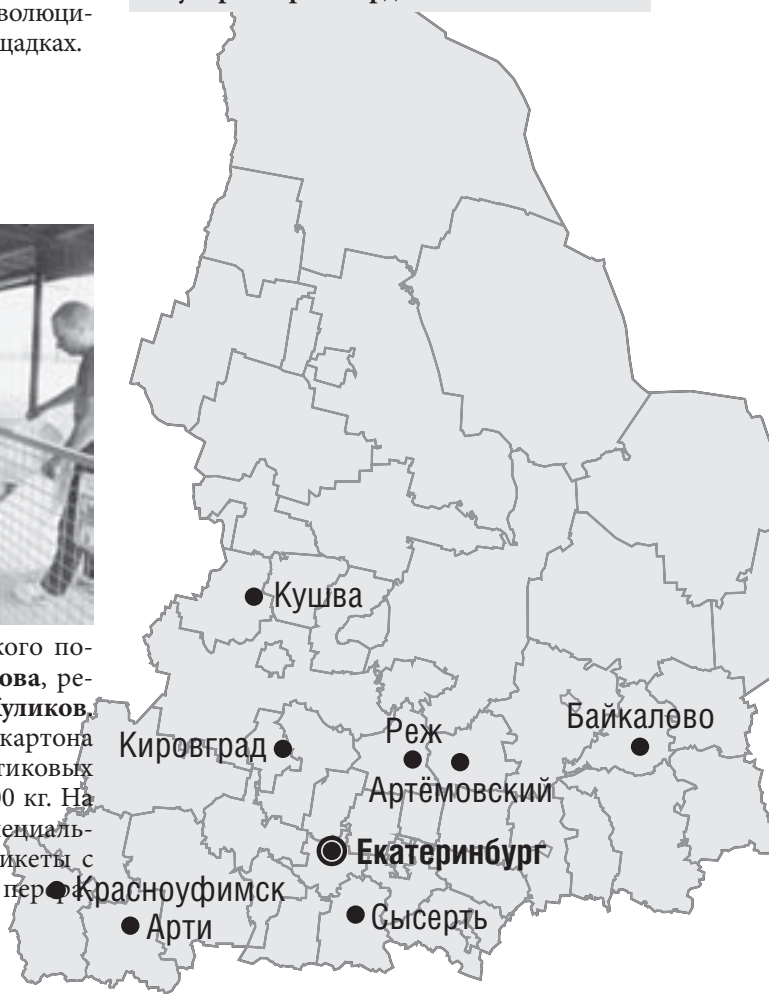 волюци-
щадках.
кого по-
ова, ре-
Куликов.
картона
тиковых
00 кг. На
пециаль-
икеты с
Кушва
Байкалово
Реж
Кировград
Артёмовский
Екатеринбург
Красноуфимск
Арти
Сысерть